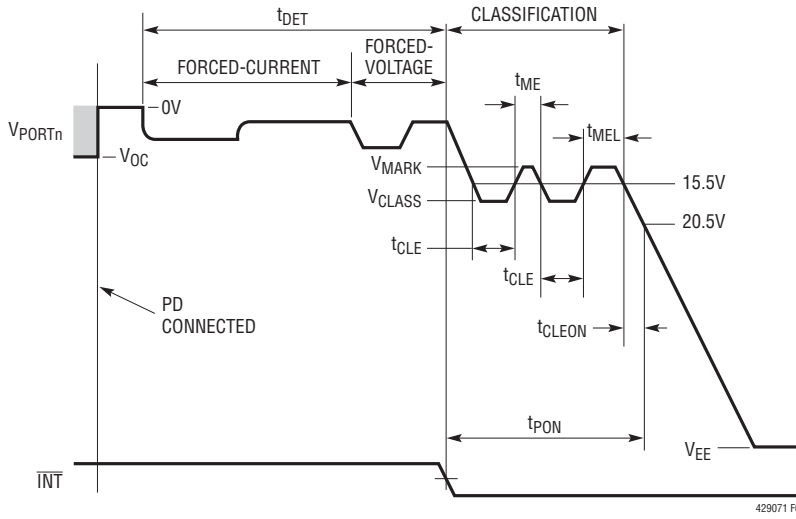 tDET
CLASSIFICATION
FORCED-CURRENT
FORCED-
VOLTAGE
tME
0V
VPORTn
VOC
tMEL
VMARK
15.5V
VCLASS
20.5V
tCLE
tCLE
PD
CONNECTED
tCLEON
tPON
VEE
INT
429071 F